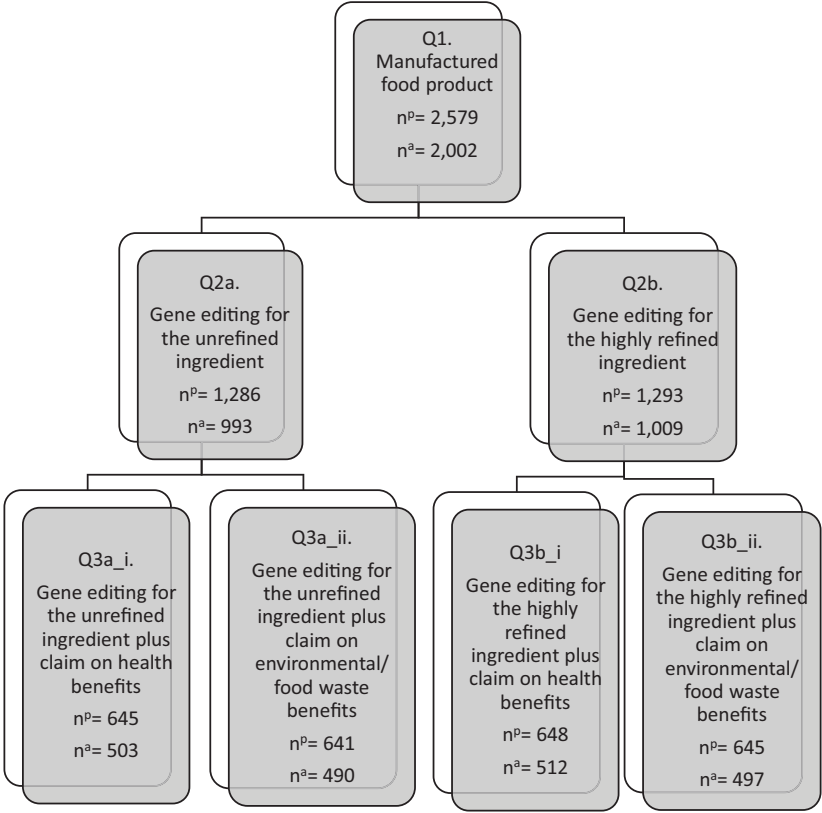 Q1.
Manufactured
food product
nᵖ= 2,579
nᵃ= 2,002
Q2a.
Gene editing for
the unrefined
ingredient
nᵖ= 1,286
nᵃ= 993
Q2b.
Gene editing for
the highly refined
ingredient
nᵖ= 1,293
nᵃ= 1,009
Q3a_i.
Gene editing for
the unrefined
ingredient plus
claim on health
benefits
nᵖ= 645
nᵃ= 503
Q3a_ii.
Gene editing for
the unrefined
ingredient plus
claim on
environmental/
food waste
benefits
nᵖ= 641
nᵃ= 490
Q3b_i
Gene editing for
the highly
refined
ingredient plus
claim on health
benefits
nᵖ= 648
nᵃ= 512
Q3b_ii.
Gene editing for
the highly refined
ingredient plus
claim on
environmental/
food waste
benefits
nᵖ= 645
nᵃ= 497